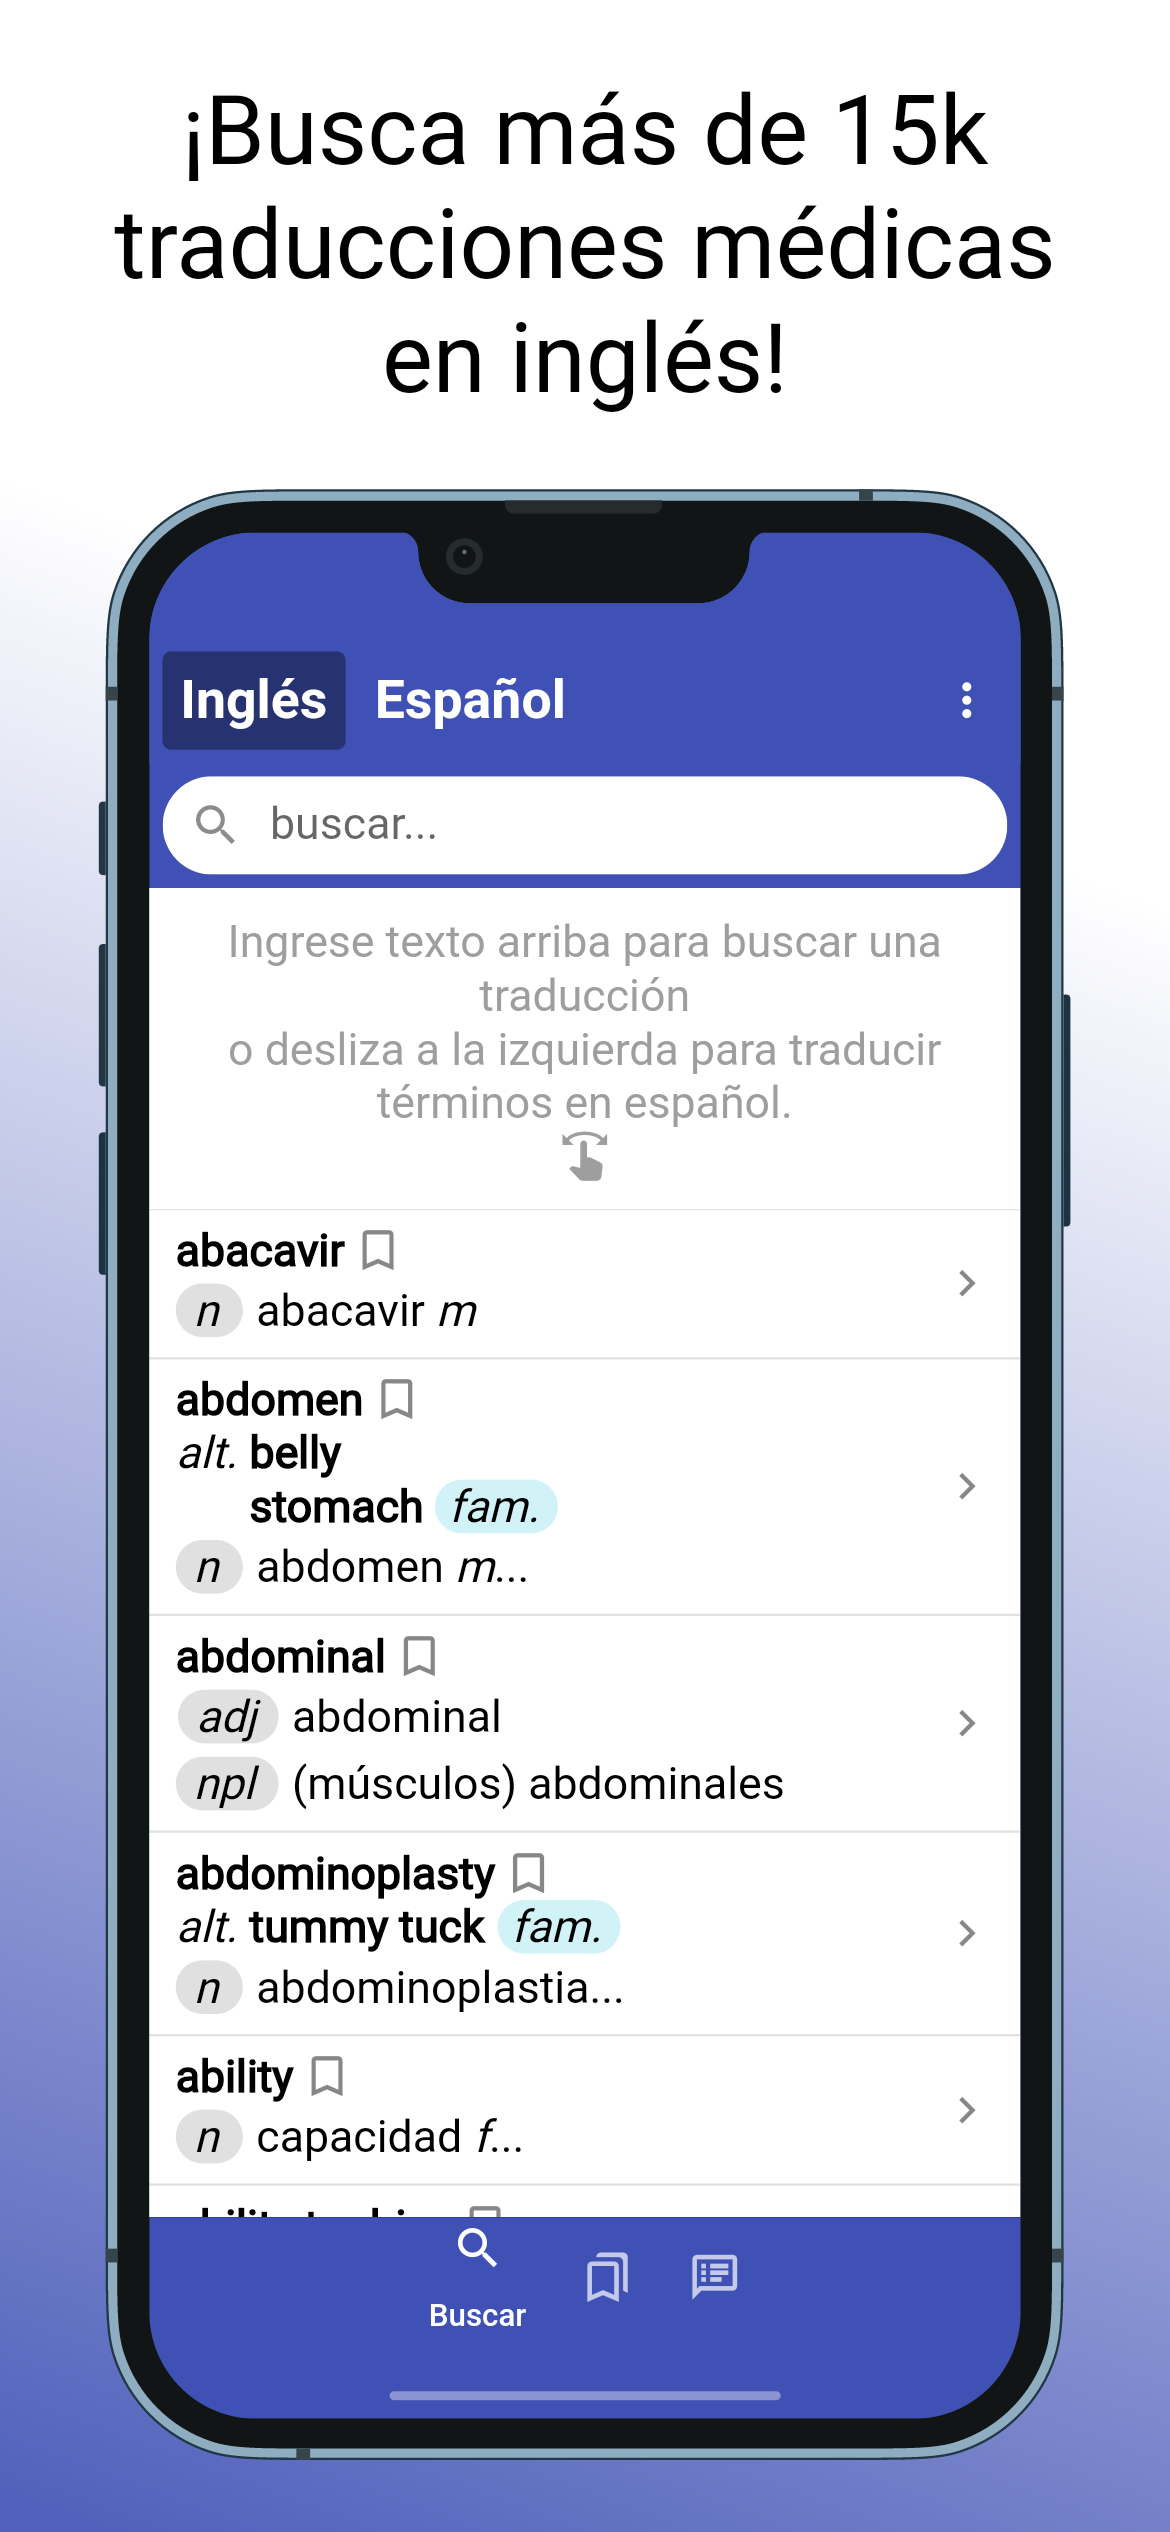 ¡Busca más de 15k
traducciones médicas
en inglés!
Inglés Español
buscar...
Ingrese texto arriba para buscar una
traducción
o desliza a la izquierda para traducir
términos en español.
abacavir
n abacavir m
abdomen
alt. belly
stomach fam.
n abdomen m...
abdominal
adj abdominal
npl (músculos) abdominales
abdominoplasty
alt. tummy tuck fam.
n abdominoplastia...
ability
n capacidad f...
Buscar